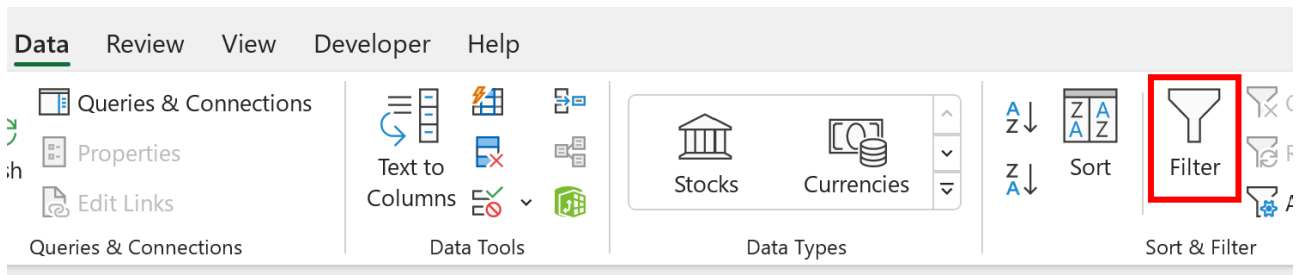 Data Review View Developer Help
Queries & Connections
Properties
Edit Links
Queries & Connections
Text to
Columns
Data Tools
Stocks
Currencies
Data Types
A
Z
Z
A
Z A
A Z
Sort
Filter
Sort & Filter